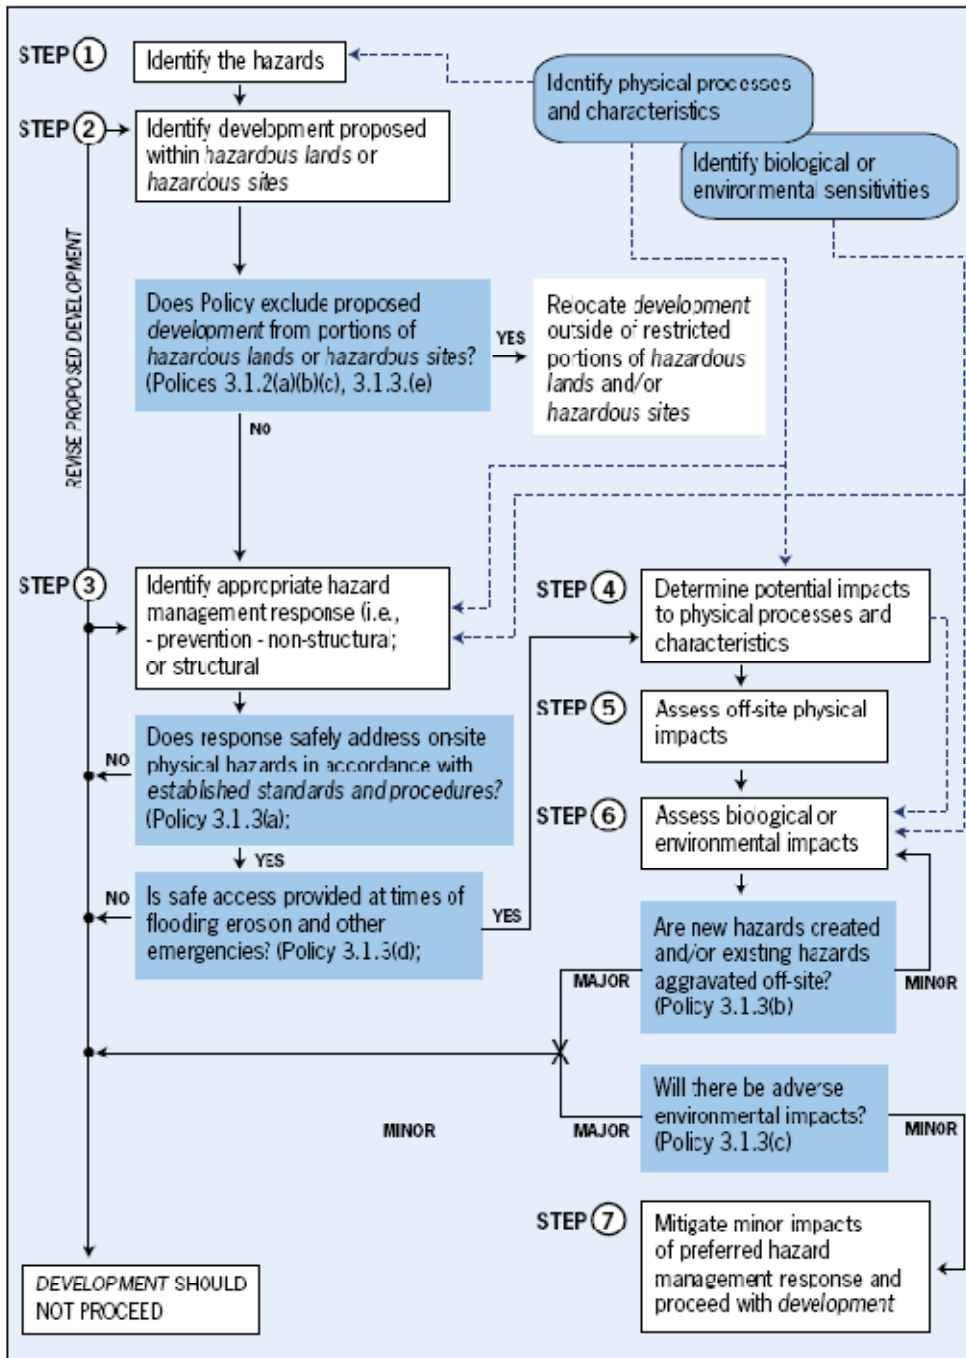 STEP 1
Identify the hazards
Identify physical processes
and characteristics
STEP 2
Identify development proposed
within hazardous lands or
hazardous sites
Identify biological or
envirormental sensitivities
REVISE PROPOSED DEVELOPMENT
Does Policy exclude proposed
development from portions of
hazardous lands or hazardous sites?
(Polices 3.1.2(a)(b)(c), 3.1.3.(e)
YES
Relocate development
outside of restricted
portions of hazardous
lands and/or
hazardous sites
NO
STEP 3
Identify appropriate hazard
management response (i.e.,
- prevention - non-structural;
or structural
STEP 4
Determine potential impacts
to physical processes and
characteristics
STEP 5
Assess off-site physical
impacts
NO
Does response safely address on-site
physical hazards in accordance with
established standards and procedures?
(Policy 3.1.3(a);
YES
STEP 6
Assess biological or
environmental impacts
NO
Is safe access provided at times of
flooding erosion and other
emergencies? (Policy 3.1.3(d);
YES
Are new hazards created
and/or existing hazards
aggravated off-site?
(Policy 3.1.3(b)
MAJOR
MINOR
Will there be adverse
environmental impacts?
(Policy 3.1.3(c)
MINOR
MAJOR
MINOR
STEP 7
Mitigate minor impacts
of preferred hazard
management response and
proceed with development
DEVELOPMENT SHOULD
NOT PROCEED